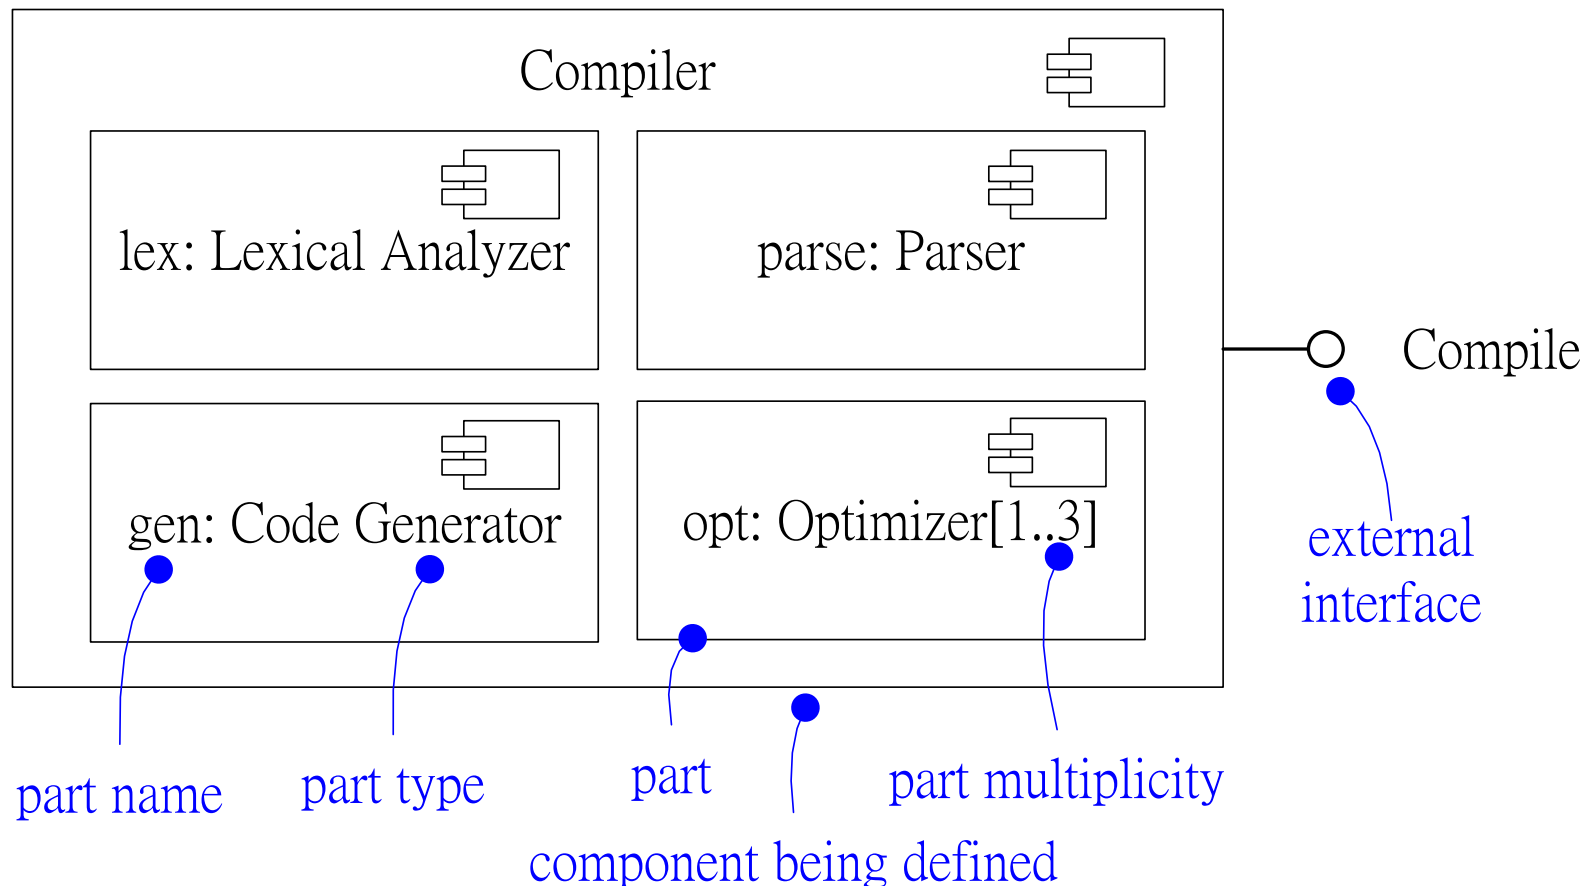 Compiler
lex: Lexical Analyzer
parse: Parser
Compile
gen: Code Generator
opt: Optimizer[1..3]
external
interface
part name
part type
part
part multiplicity
component being defined